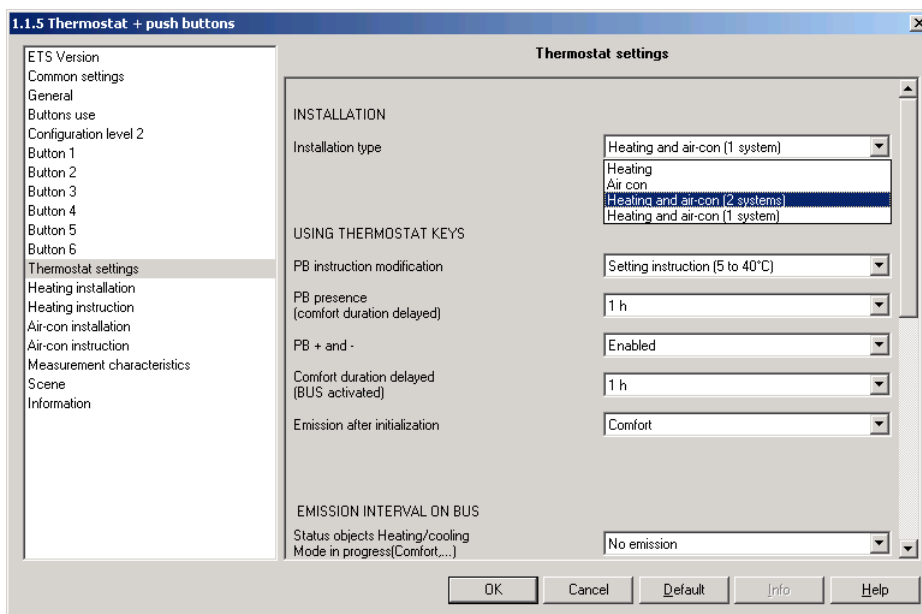 1.1.5 Thermostat + push buttons
ETS Version
Common settings
General
Buttons use
Configuration level 2
Button 1
Button 2
Button 3
Button 4
Button 5
Button 6
Thermostat settings
Heating installation
Heating instruction
Air-con installation
Air-con instruction
Measurement characteristics
Scene
Information
Thermostat settings
INSTALLATION
Installation type
Heating and air-con (1 system)
Heating
Air con
Heating and air-con (2 systems)
Heating and air-con (1 system)
USING THERMOSTAT KEYS
PB instruction modification
Setting instruction (5 to 40°C)
PB presence
(comfort duration delayed)
1 h
PB + and -
Enabled
Comfort duration delayed
(BUS activated)
1 h
Emission after initialization
Comfort
EMISSION INTERVAL ON BUS
Status objects Heating/cooling
Mode in progress(Comfort,...)
No emission
OK
Cancel
Default
Info
Help